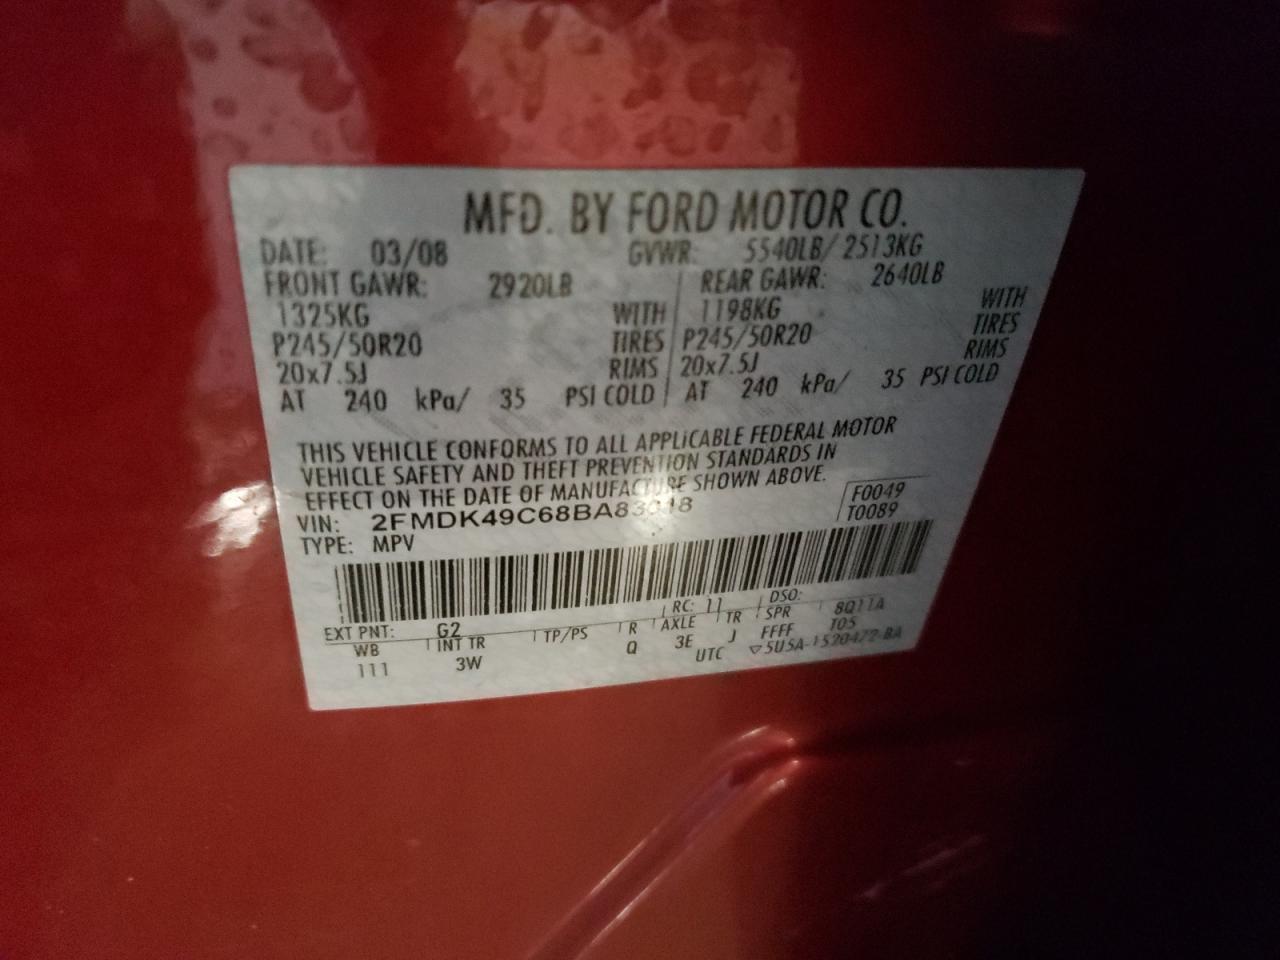 MFD. BY FORD MOTOR CO.
DATE: 03/08 GVWR: 5540LB/ 2513KG
FRONT GAWR: 2920LB REAR GAWR: 2640LB
1325KG WITH 1198KG WITH
P245/50R20 TIRES P245/50R20 TIRES
20x7.5J RIMS 20x7.5J RIMS
AT 240 kPa/ 35 PSI COLD AT 240 kPa/ 35 PSI COLD
THIS VEHICLE CONFORMS TO ALL APPLICABLE FEDERAL MOTOR
VEHICLE SAFETY AND THEFT PREVENTION STANDARDS IN
EFFECT ON THE DATE OF MANUFACTURE SHOWN ABOVE.
F0049
VIN: T0089
TYPE: MPV
EXT PNT: G2 RC: 11 DSO:
WB INT TR TP/PS R AXLE TR SPR 8Q11A
111 3W Q 3E J FFFF T05
UTC ▽5U5A-1520472-BA